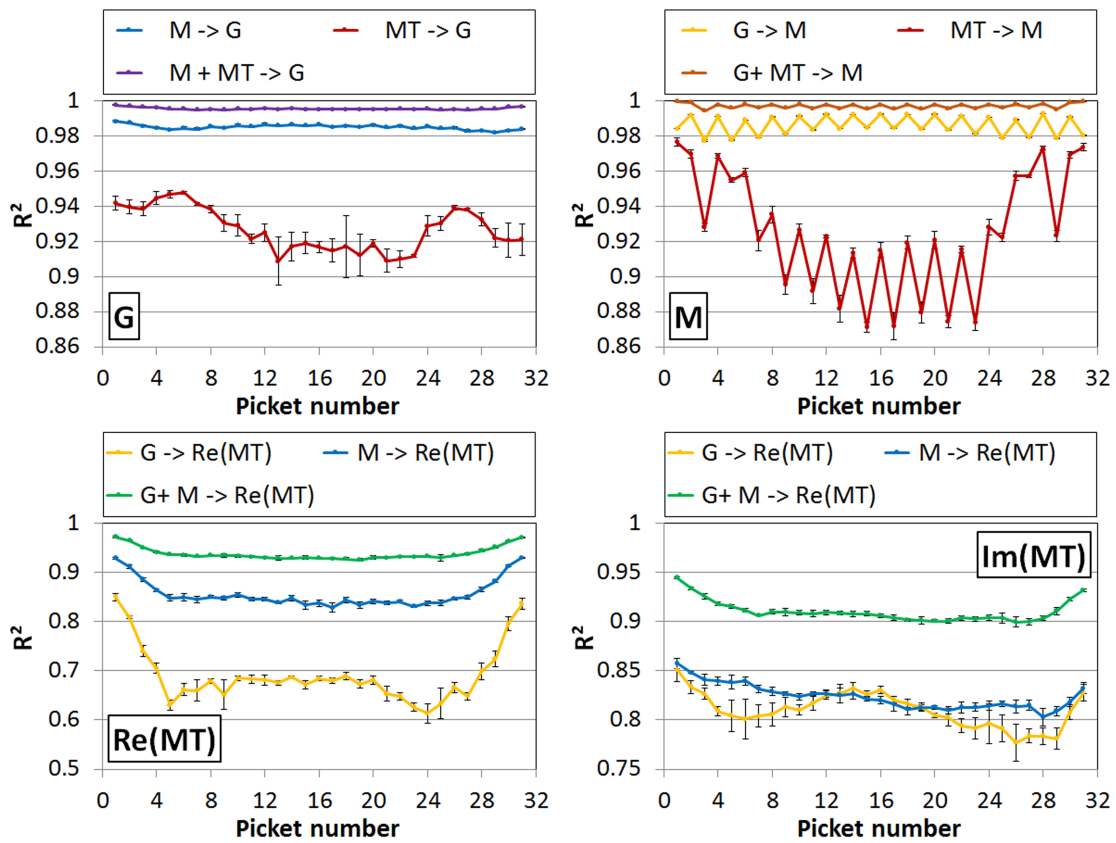 M -> G MT -> G
M + MT -> G
1
0.98
0.96
0.94
0.92
0.9
0.88
0.86
R²
G
0 4 8 12 16 20 24 28 32
Picket number
G -> M MT -> M
G+ MT -> M
1
0.98
0.96
0.94
0.92
0.9
0.88
0.86
R²
M
0 4 8 12 16 20 24 28 32
Picket number
G -> Re(MT) M -> Re(MT)
G+ M -> Re(MT)
1
0.9
0.8
0.7
0.6
0.5
R²
Re(MT)
0 4 8 12 16 20 24 28 32
Picket number
G -> Re(MT) M -> Re(MT)
G+ M -> Re(MT)
1
0.95
0.9
0.85
0.8
0.75
R²
Im(MT)
0 4 8 12 16 20 24 28 32
Picket number